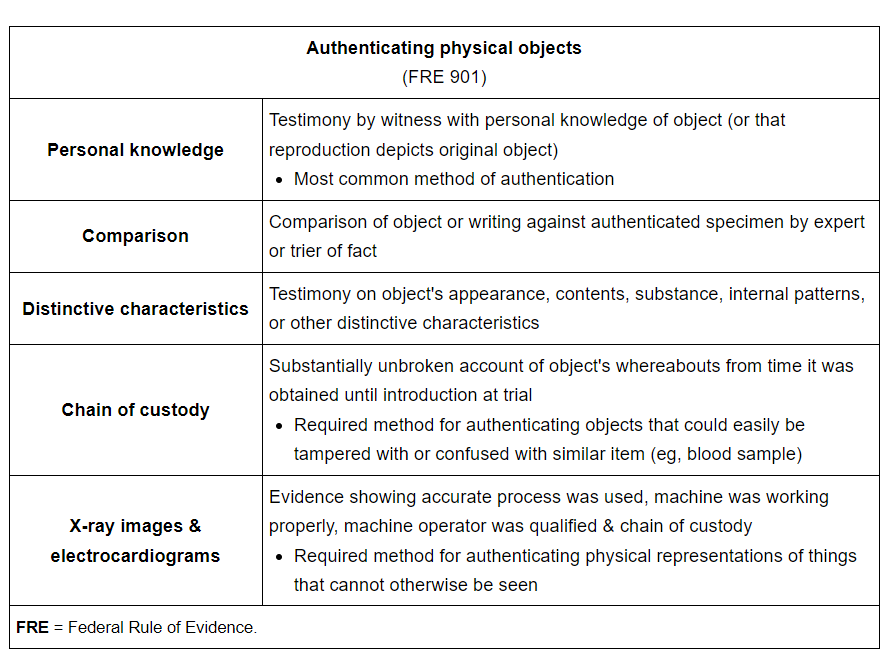 Authenticating physical objects
(FRE 901)
Personal knowledge
Testimony by witness with personal knowledge of object (or that
reproduction depicts original object)
• Most common method of authentication
Comparison
Comparison of object or writing against authenticated specimen by expert
or trier of fact
Distinctive characteristics
Testimony on object's appearance, contents, substance, internal patterns,
or other distinctive characteristics
Chain of custody
Substantially unbroken account of object's whereabouts from time it was
obtained until introduction at trial
• Required method for authenticating objects that could easily be
tampered with or confused with similar item (eg, blood sample)
X-ray images &
electrocardiograms
Evidence showing accurate process was used, machine was working
properly, machine operator was qualified & chain of custody
• Required method for authenticating physical representations of things
that cannot otherwise be seen
FRE = Federal Rule of Evidence.